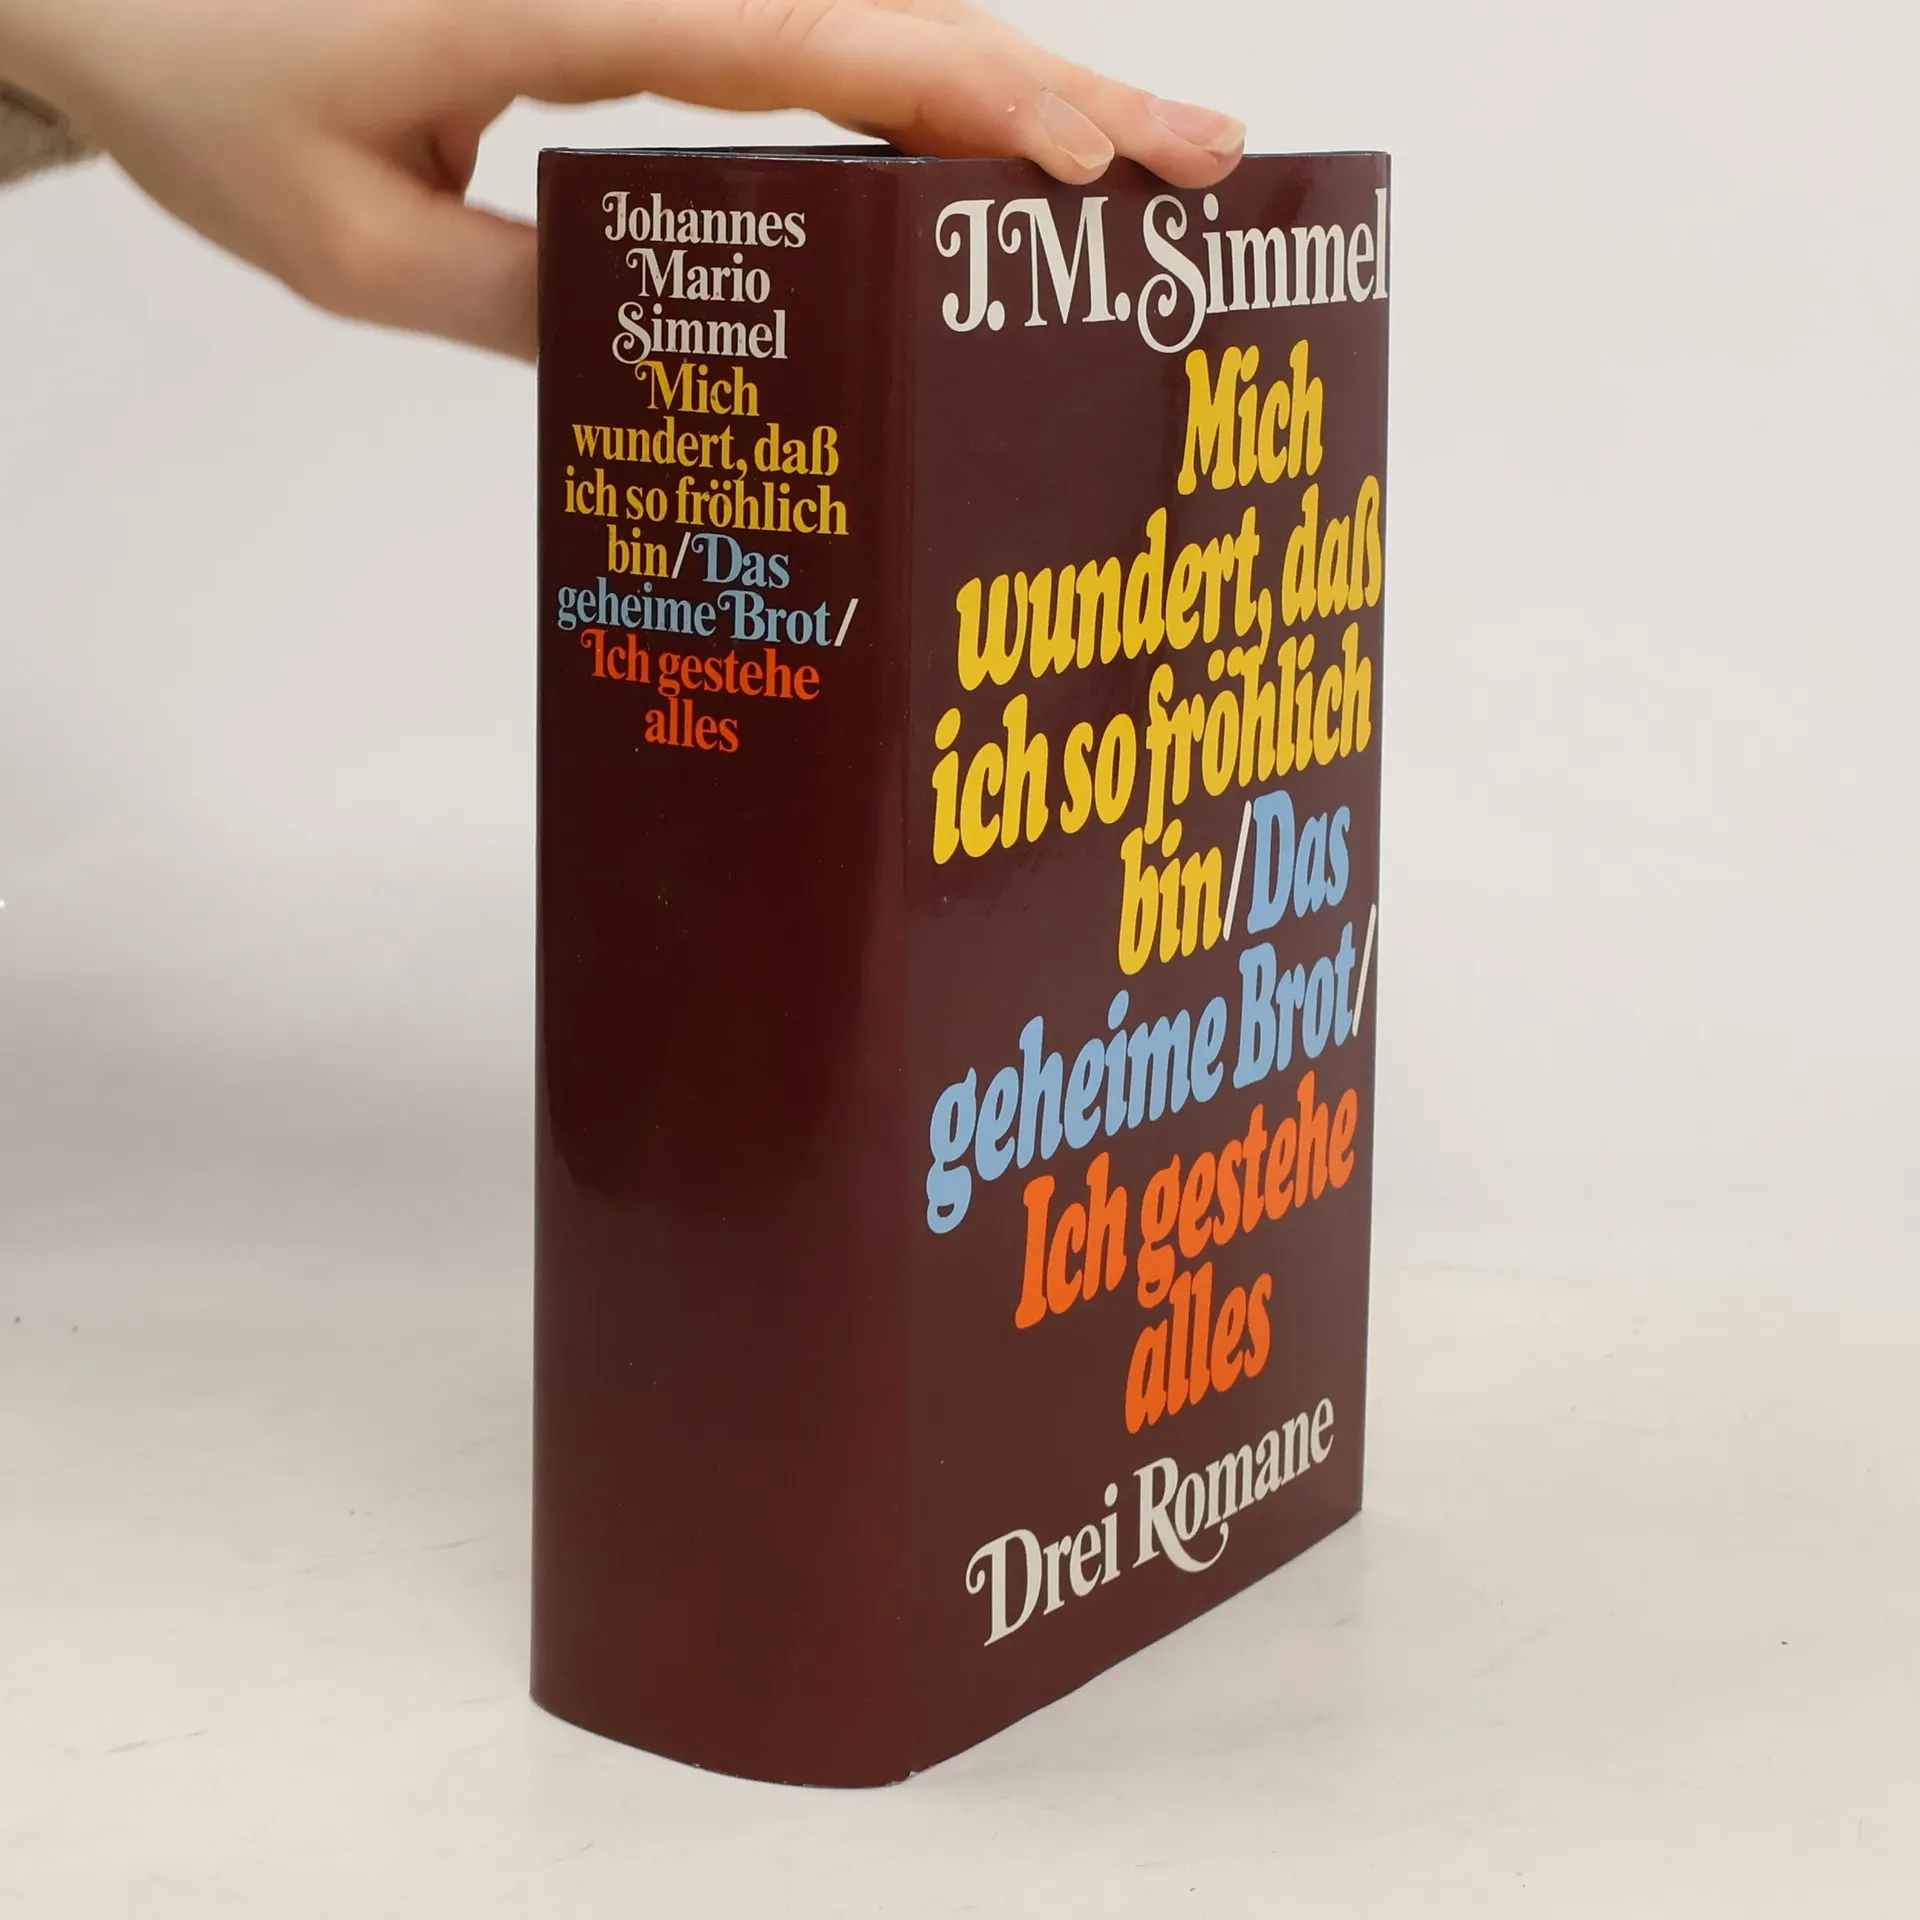 Johannes
Mario
Simmel
Mich
wundert, daß
ich so fröhlich
bin/Das
geheime Brot/
Ich gestehe
alles
J.M.Simmel
Mich
wundert, daß
ich so fröhlich
bin/Das
geheime Brot/
Ich gestehe
alles
Drei Romane